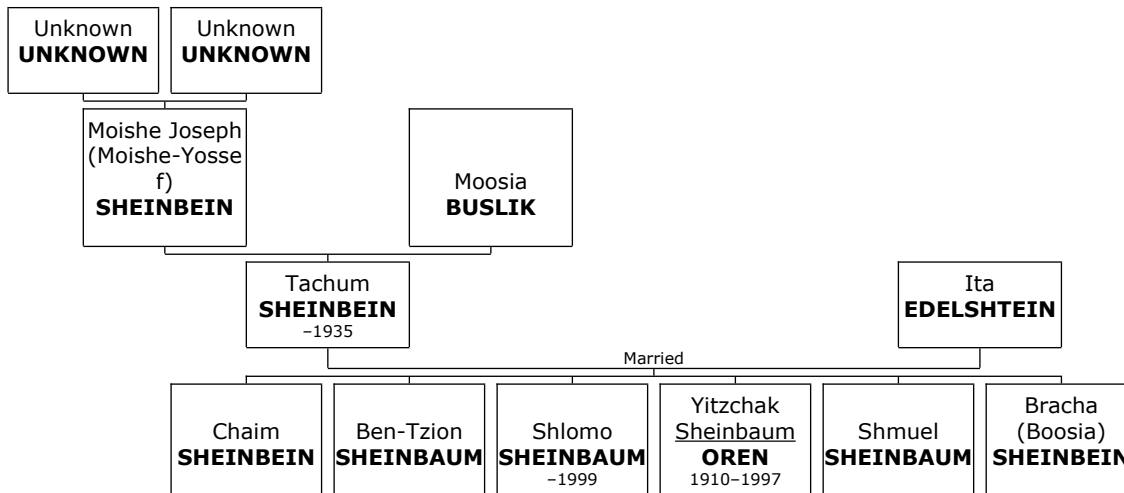 Unknown
UNKNOWN
Unknown
UNKNOWN
Moishe Joseph
(Moishe-Yosse
f)
SHEINBEIN
Moosia
BUSLIK
Tachum
SHEINBEIN
–1935
Ita
EDELSHTEIN
Married
Chaim
SHEINBEIN
Ben-Tzion
SHEINBAUM
Shlomo
SHEINBAUM
–1999
Yitzchak
Sheinbaum
OREN
1910–1997
Shmuel
SHEINBAUM
Bracha
(Boosia)
SHEINBEIN